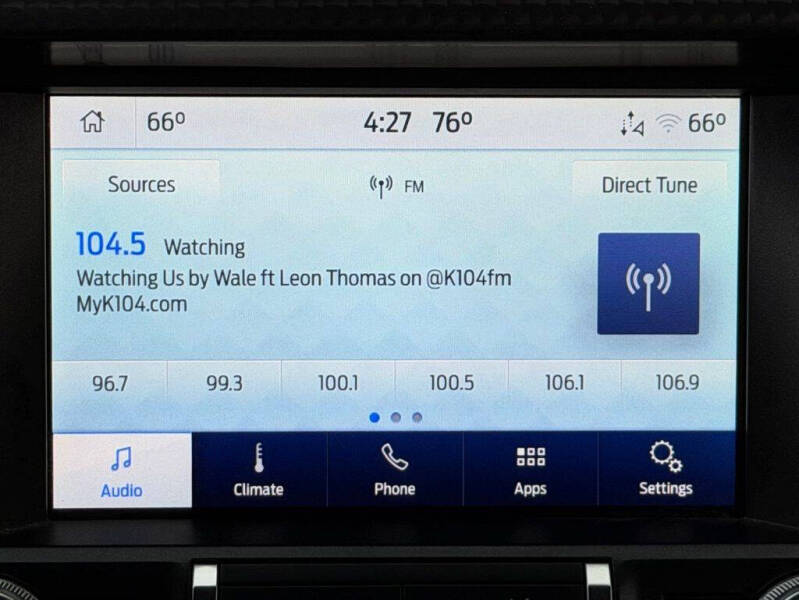 66° 4:27 76° 66°
Sources FM Direct Tune
104.5 Watching
Watching Us by Wale ft Leon Thomas on @K104fm
MyK104.com
96.7 99.3 100.1 100.5 106.1 106.9
Audio Climate Phone Apps Settings